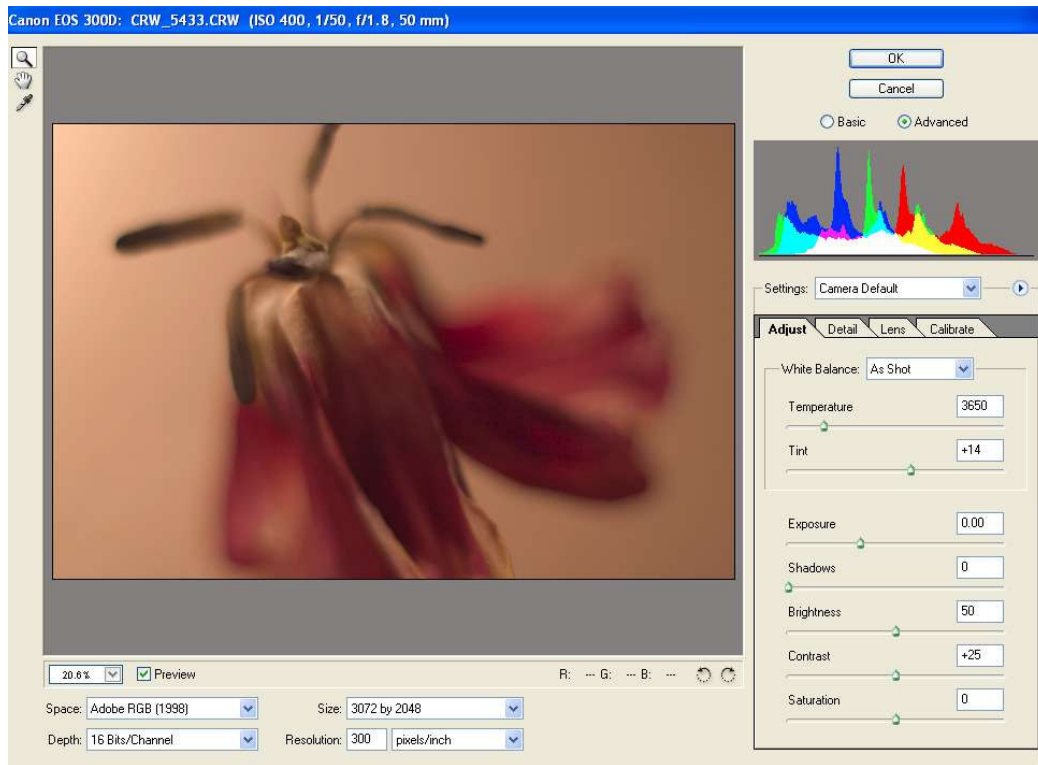 Canon EOS 300D: CRW_5433.CRW (ISO 400, 1/50, f/1.8, 50 mm)
OK
Cancel
Basic Advanced
Settings: Camera Default
Adjust Detail Lens Calibrate
White Balance: As Shot
Temperature 3650
Tint +14
Exposure 0.00
Shadows 0
Brightness 50
Contrast +25
Saturation 0
20.6% Preview R: --- G: --- B: ---
Space: Adobe RGB (1998) Size: 3072 by 2048
Depth: 16 Bits/Channel Resolution: 300 pixels/inch